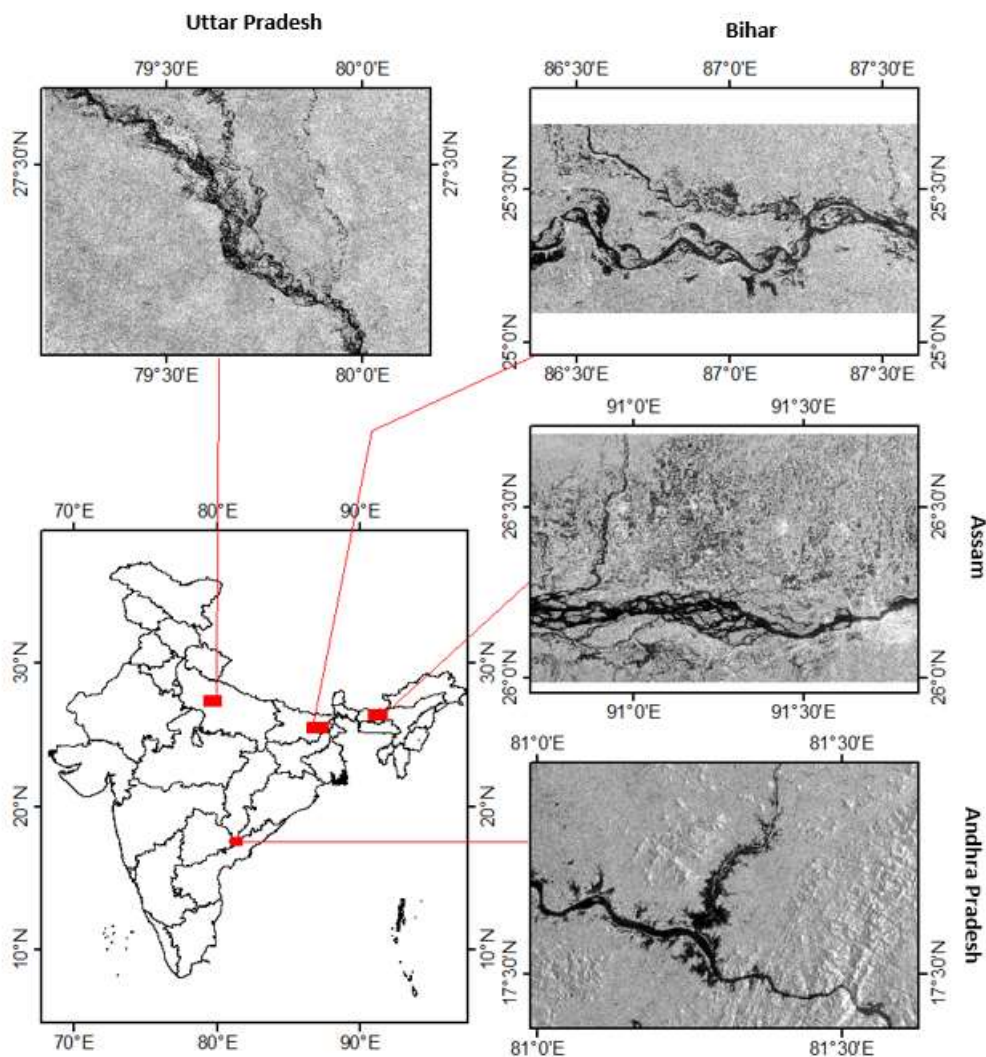 Uttar Pradesh
79°30'E 80°0'E
27°30'N
27°30'N
79°30'E 80°0'E
Bihar
86°30'E 87°0'E 87°30'E
25°30'N
25°0'N
25°30'N
25°0'N
86°30'E 87°0'E 87°30'E
91°0'E 91°30'E
26°30'N
26°0'N
26°30'N
26°0'N
91°0'E 91°30'E
Assam
70°E 80°E 90°E
30°N
20°N
10°N
30°N
20°N
10°N
70°E 80°E 90°E
81°0'E 81°30'E
17°30'N
17°30'N
81°0'E 81°30'E
Andhra Pradesh